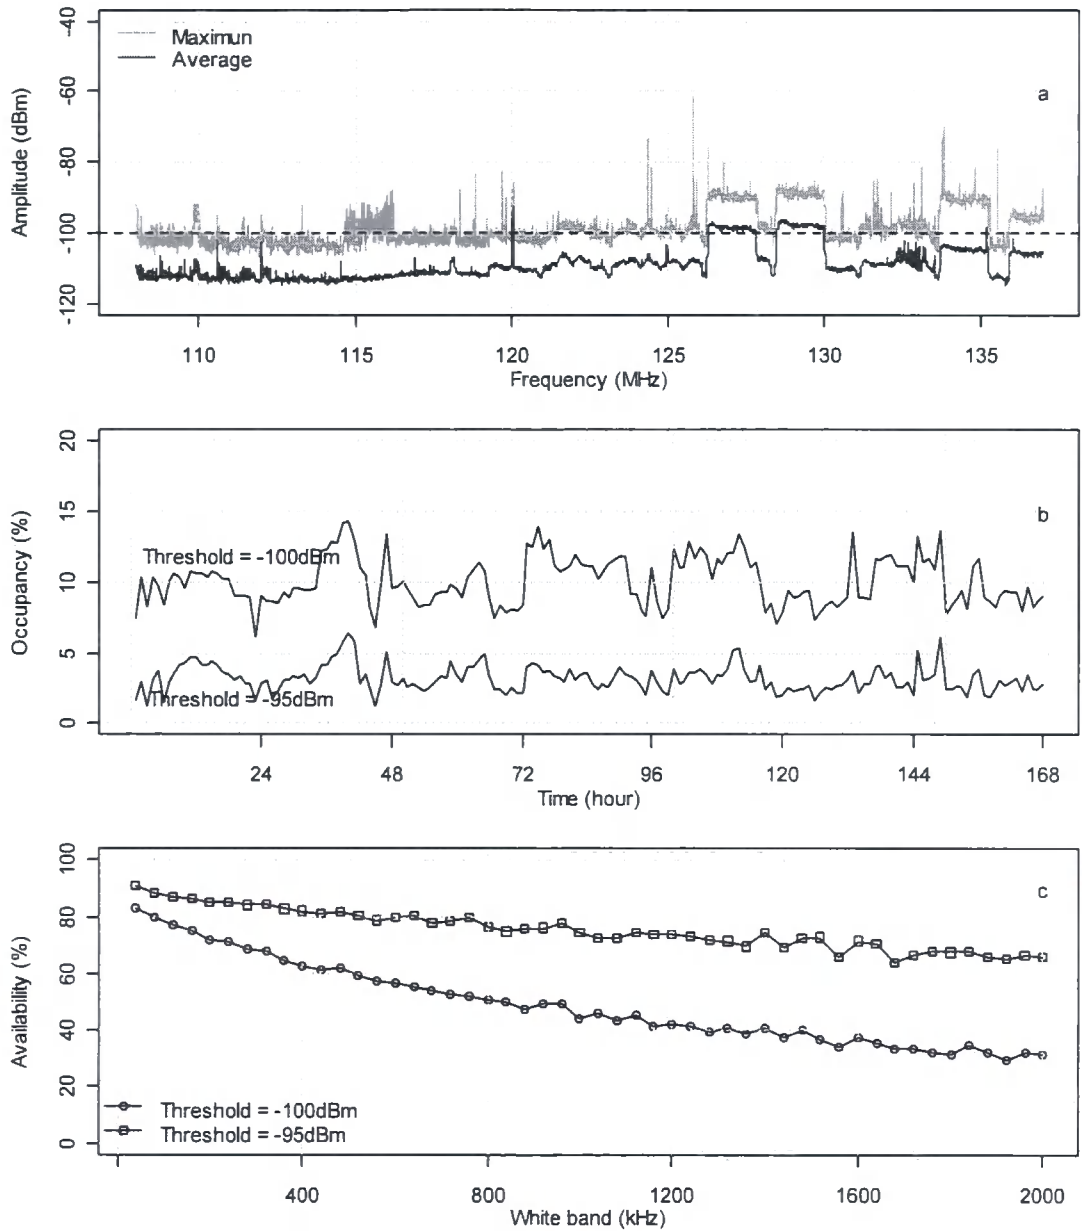 -40
-60
-80
-100
-120
Amplitude (dBm)
Maximun
Average
a
110
115
120
125
130
135
Frequency (MHz)
20
15
10
5
0
Occupancy (%)
b
Threshold = -100dBm
Threshold = -95dBm
24
48
72
96
120
144
168
Time (hour)
100
80
60
40
20
0
Availability (%)
c
Threshold = -100dBm
Threshold = -95dBm
400
800
1200
1600
2000
White band (kHz)